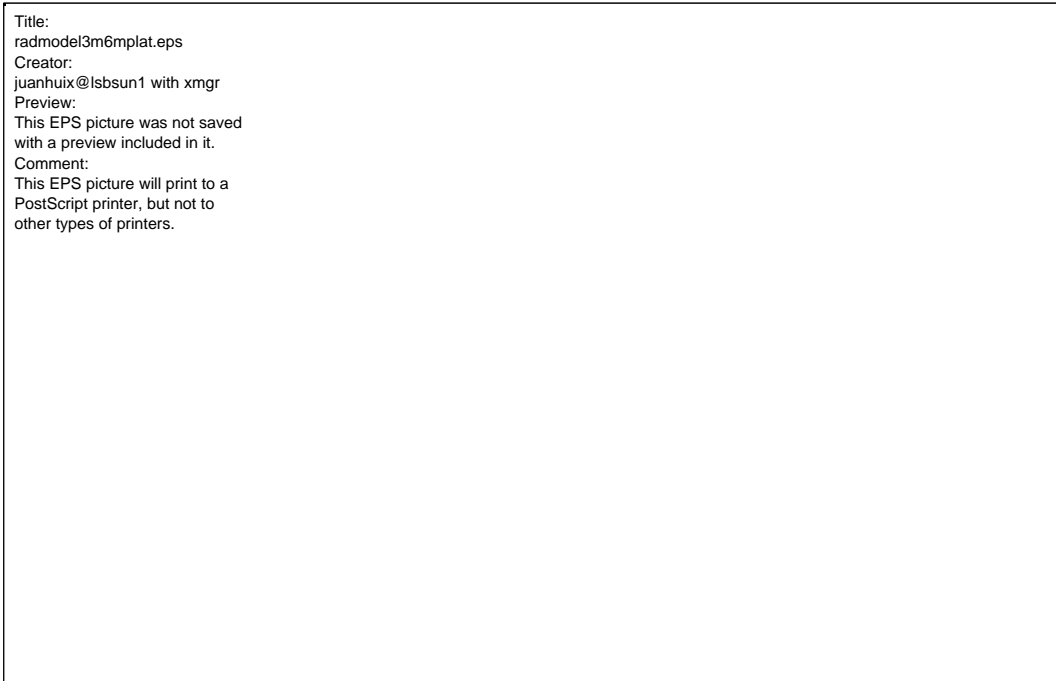 Title:
radmodel3m6mplat.eps
Creator:
juanhuix@lsbsun1 with xmgr
Preview:
This EPS picture was not saved
with a preview included in it.
Comment:
This EPS picture will print to a
PostScript printer, but not to
other types of printers.